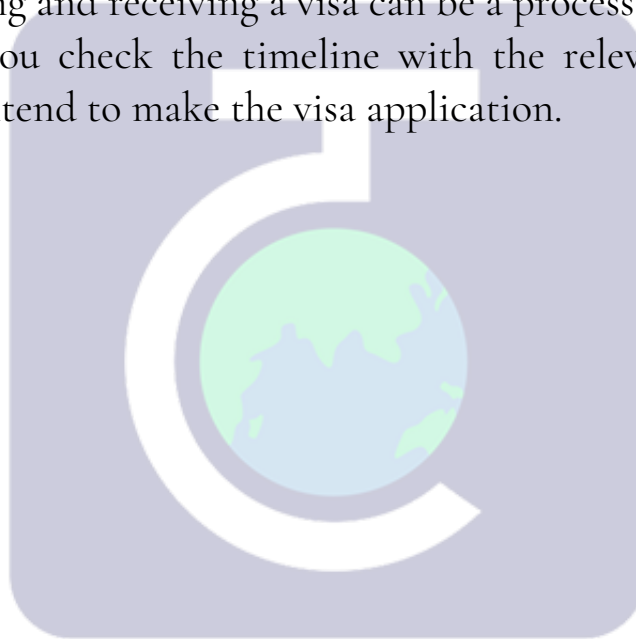 and receiving a visa can be a process
ou check the timeline with the relev
tend to make the visa application.